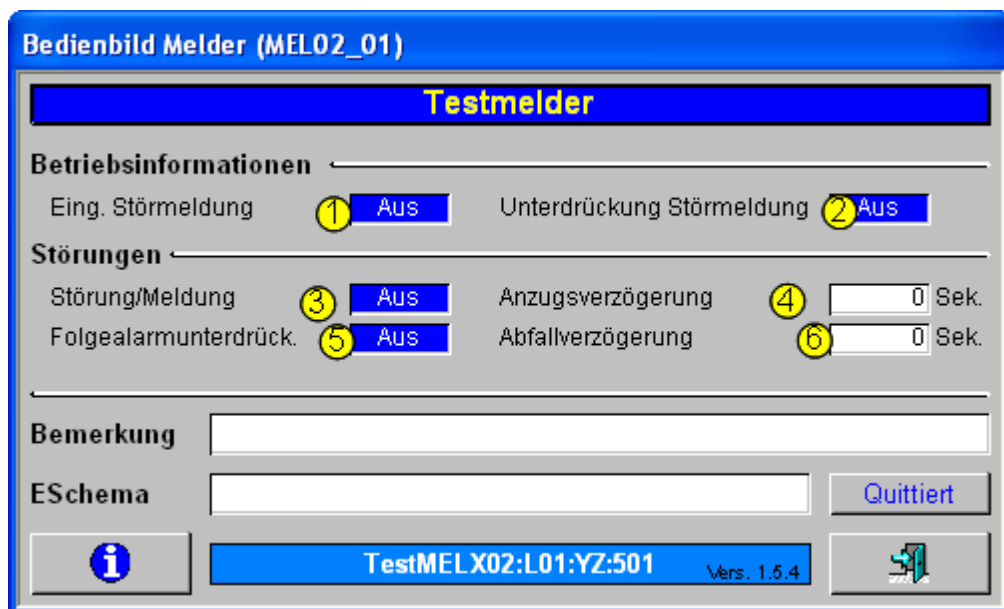 Bedienbild Melder (MEL02_01)
Testmelder
Betriebsinformationen
Eing. Störmeldung 1 Aus Unterdrückung Störmeldung 2 Aus
Störungen
Störung/Meldung 3 Aus Anzugsverzögerung 4 0 Sek.
Folgealarmunterdrück. 5 Aus Abfallverzögerung 6 0 Sek.
Bemerkung
ESchema Quittiert
i TestMELX02:L01:YZ:501 Vers. 1.5.4